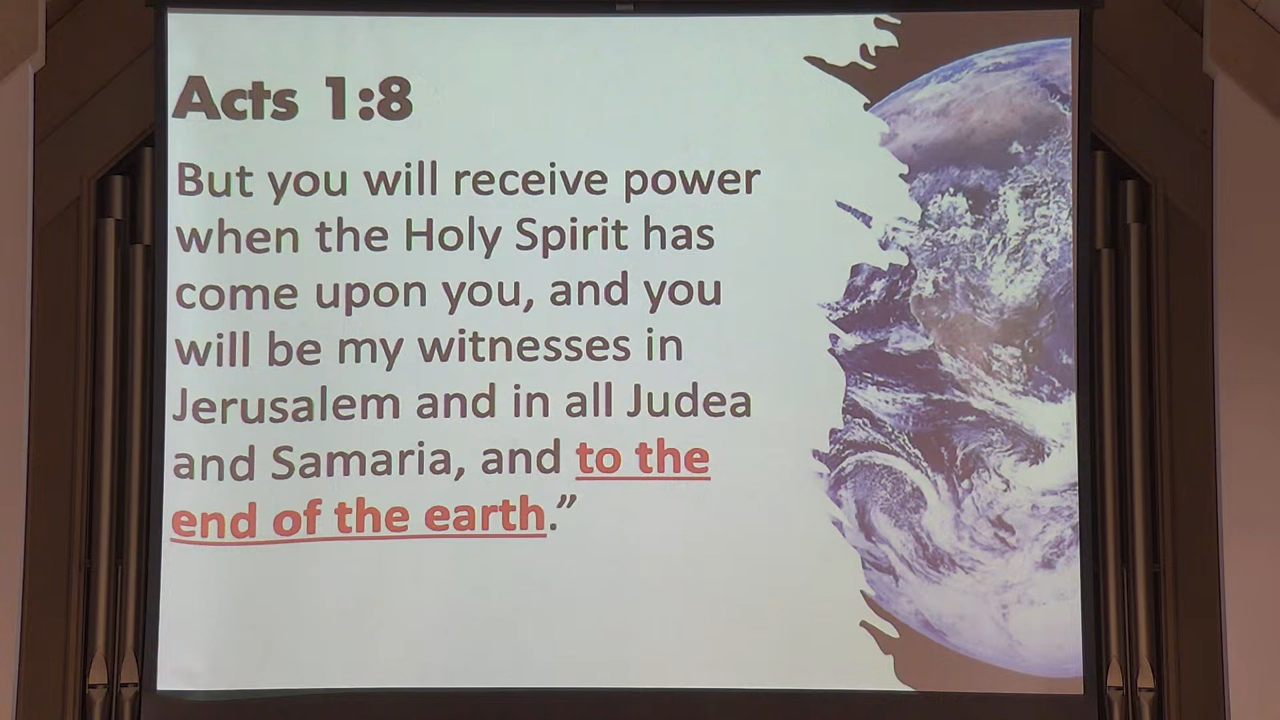 Acts 1:8
But you will receive power
when the Holy Spirit has
come upon you, and you
will be my witnesses in
Jerusalem and in all Judea
and Samaria, and to the
end of the earth.”